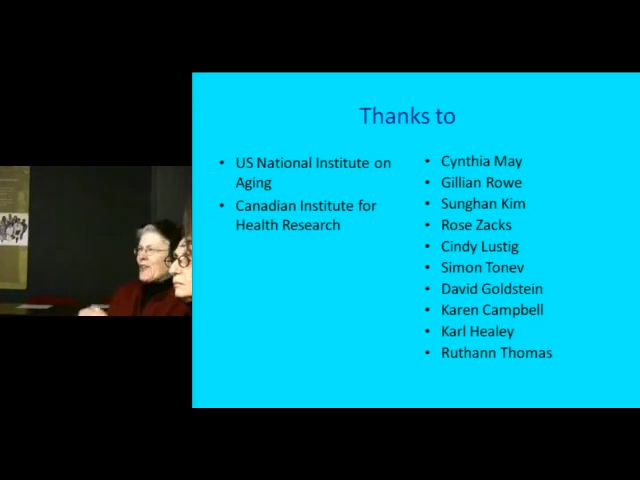 Thanks to
• US National Institute on
Aging
• Canadian Institute for
Health Research
• Cynthia May
• Gillian Rowe
• Sunghan Kim
• Rose Zacks
• Cindy Lustig
• Simon Tonev
• David Goldstein
• Karen Campbell
• Karl Healey
• Ruthann Thomas